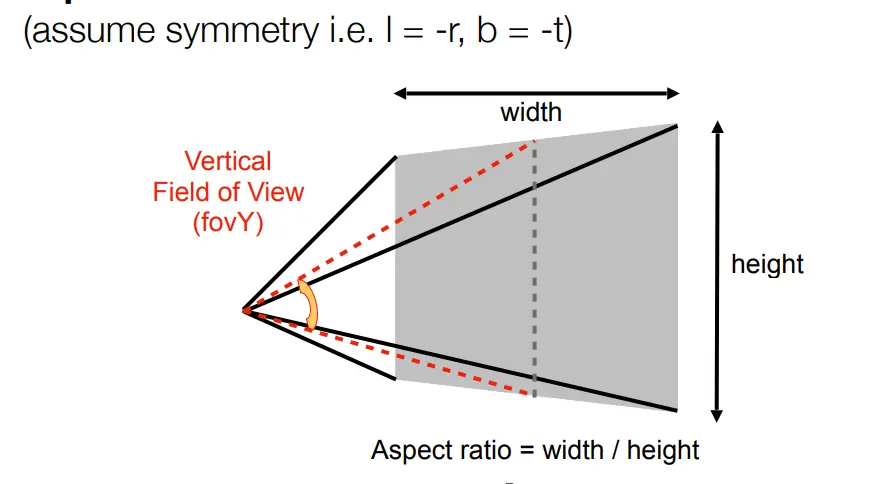 (assume symmetry i.e. l = -r, b = -t)
width
Vertical
Field of View
(fovY)
height
Aspect ratio = width / height